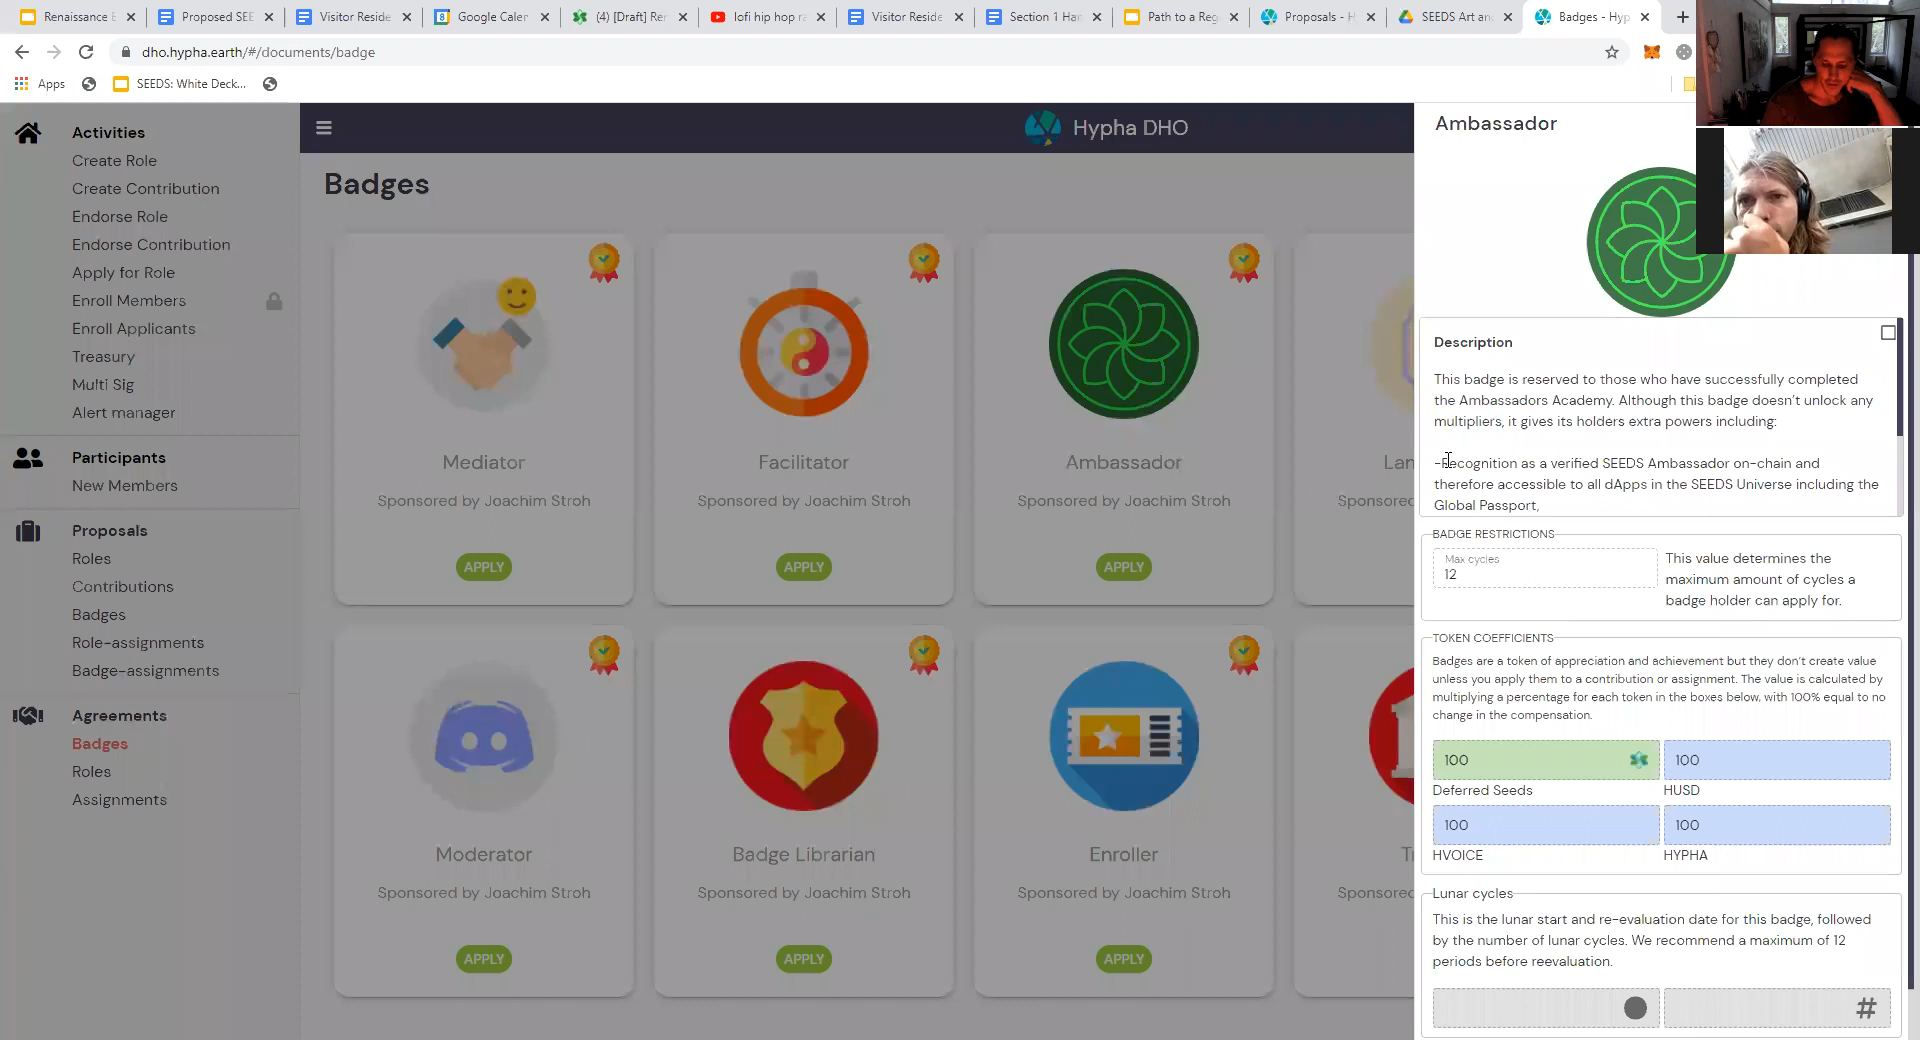 Renaissance E
Proposed SEE
Visitor Reside
Google Caler
(4) [Draft] Rer
lofi hip hop ra
Visitor Reside
Section 1 Han
Path to a Reg
Proposals - H
SEEDS Art an
Badges - Hyp
dho.hypha.earth/#/documents/badge
Apps
SEEDS: White Deck...
Activities
Create Role
Create Contribution
Endorse Role
Endorse Contribution
Apply for Role
Enroll Members
Enroll Applicants
Treasury
Multi Sig
Alert manager
Participants
New Members
Proposals
Roles
Contributions
Badges
Role-assignments
Badge-assignments
Agreements
Badges
Roles
Assignments
Hypha DHO
Badges
Mediator
Sponsored by Joachim Stroh
APPLY
Facilitator
Sponsored by Joachim Stroh
APPLY
Ambassador
Sponsored by Joachim Stroh
APPLY
Lan
Sponsored
Moderator
Sponsored by Joachim Stroh
APPLY
Badge Librarian
Sponsored by Joachim Stroh
APPLY
Enroller
Sponsored by Joachim Stroh
APPLY
Sponsored
Ambassador
Description
This badge is reserved to those who have successfully completed
the Ambassadors Academy. Although this badge doesn't unlock any
multipliers, it gives its holders extra powers including:
-Recognition as a verified SEEDS Ambassador on-chain and
therefore accessible to all dApps in the SEEDS Universe including the
Global Passport,
BADGE RESTRICTIONS
Max cycles
12
This value determines the
maximum amount of cycles a
badge holder can apply for.
TOKEN COEFFICIENTS
Badges are a token of appreciation and achievement but they don't create value
unless you apply them to a contribution or assignment. The value is calculated by
multiplying a percentage for each token in the boxes below, with 100% equal to no
change in the compensation.
100
Deferred Seeds
100
HUSD
100
HVOICE
100
HYPHA
Lunar cycles
This is the lunar start and re-evaluation date for this badge, followed
by the number of lunar cycles. We recommend a maximum of 12
periods before reevaluation.
#